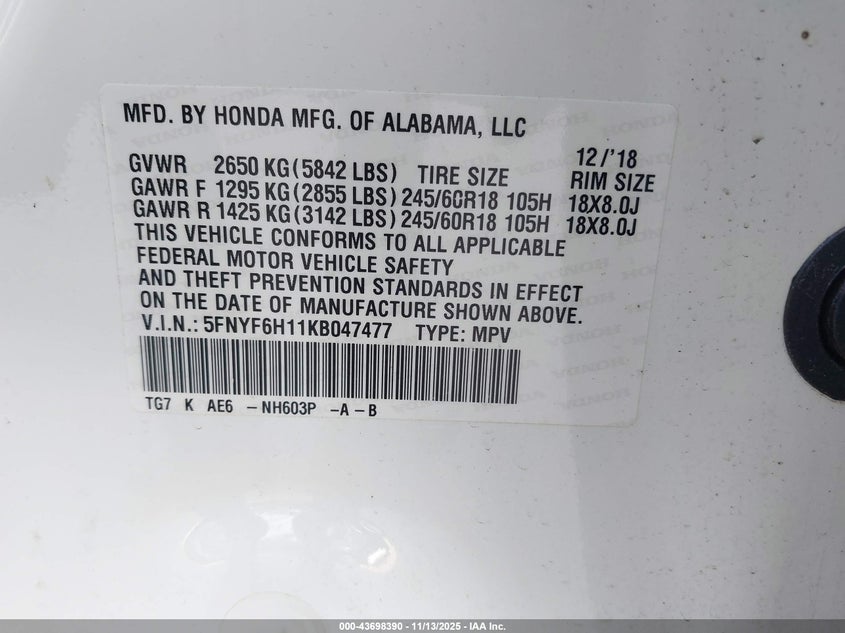 MFD. BY HONDA MFG. OF ALABAMA, LLC
12/'18
GVWR 2650 KG(5842 LBS) TIRE SIZE RIM SIZE
GAWR F 1295 KG(2855 LBS) 245/60R18 105H 18X8.0J
GAWR R 1425 KG(3142 LBS) 245/60R18 105H 18X8.0J
THIS VEHICLE CONFORMS TO ALL APPLICABLE
FEDERAL MOTOR VEHICLE SAFETY
AND THEFT PREVENTION STANDARDS IN EFFECT
ON THE DATE OF MANUFACTURE SHOWN ABOVE.
V.I.N.: 5FNYF6H11KB047477 TYPE: MPV
TG7 K AE6 -NH603P -A-B
000-43698390 - 11/13/2025 - IAA Inc.